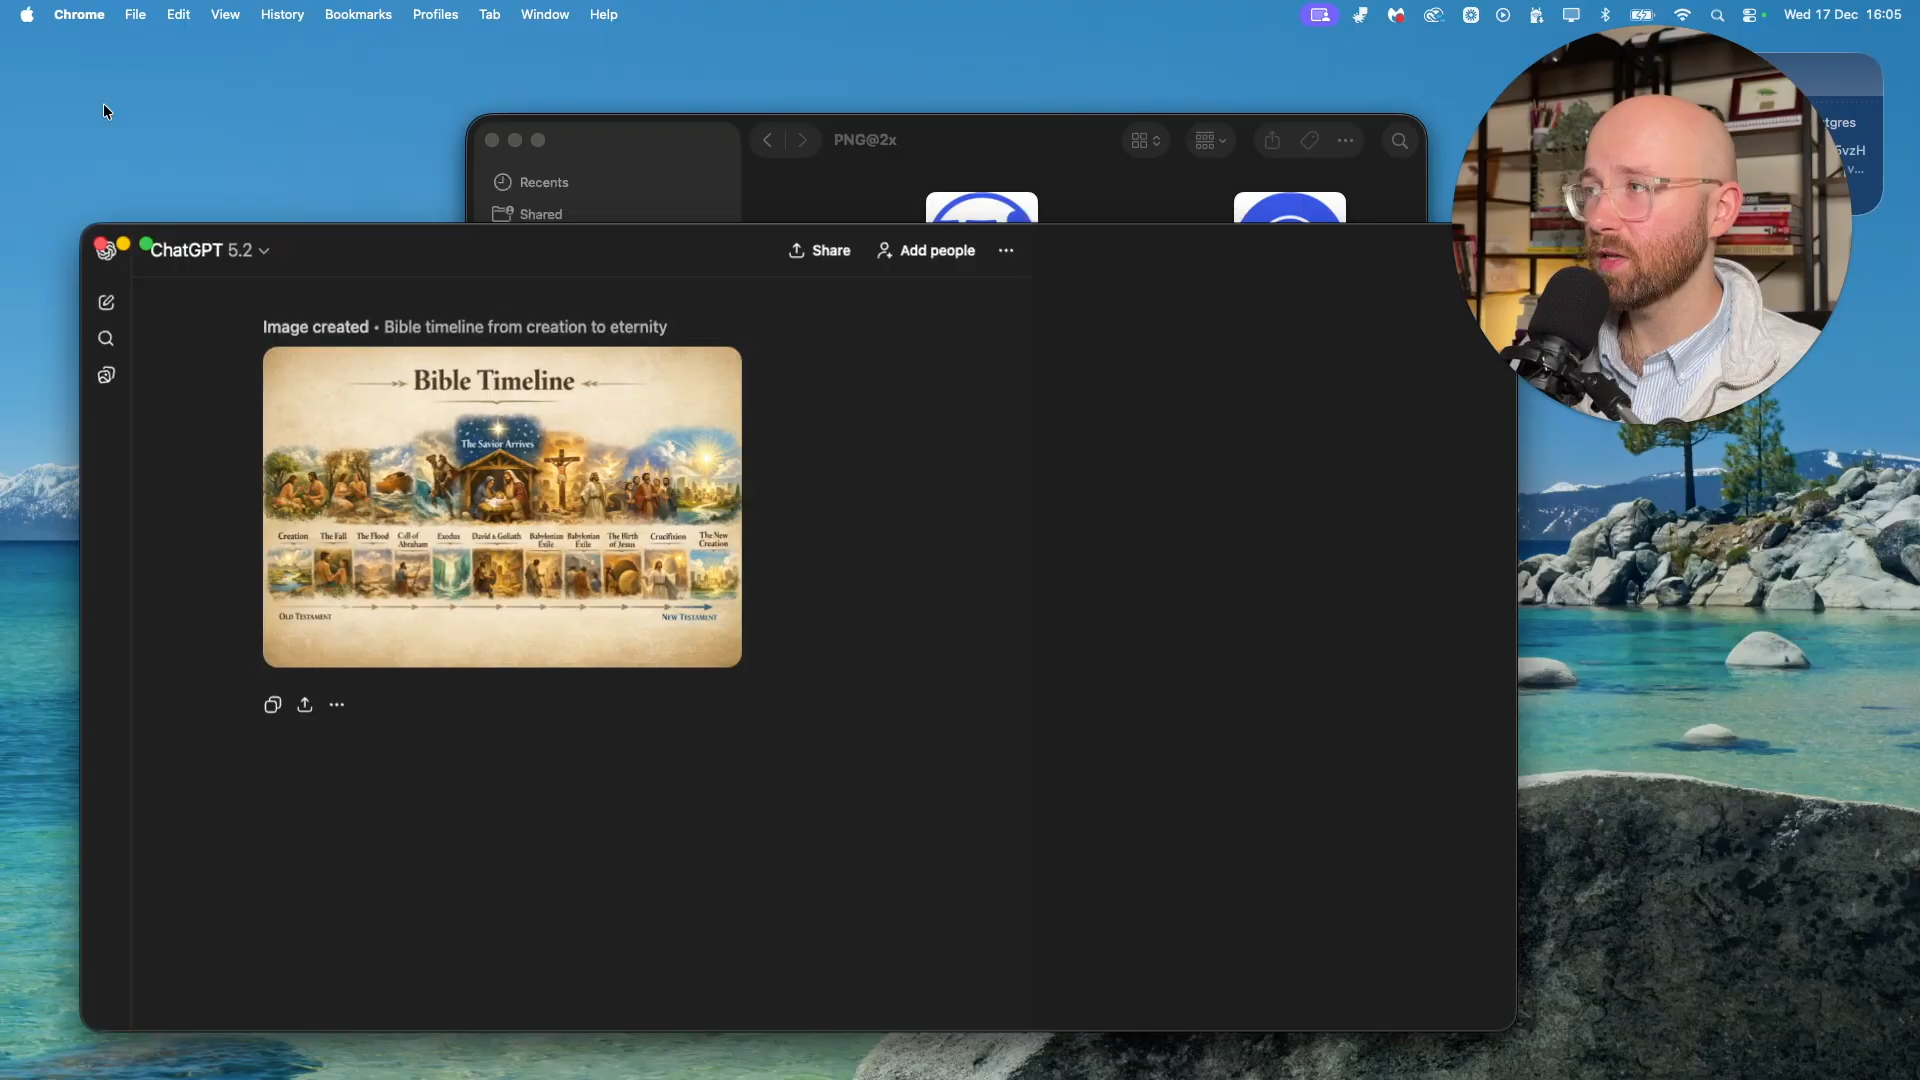 Chrome File Edit View History Bookmarks Profiles Tab Window Help
Wed 17 Dec 16:05
PNG@2x
Recents
Shared
tgres
5vzH
v...
ChatGPT 5.2
Share
Add people
Image created • Bible timeline from creation to eternity
Bible Timeline
The Savior Arrives
Creation The Fall The Flood Call of Abraham Exodus David & Goliath Babylonian Exile Babylonian Exile The Birth of Jesus Crucifixion The New Creation
OLD TESTAMENT
NEW TESTAMENT